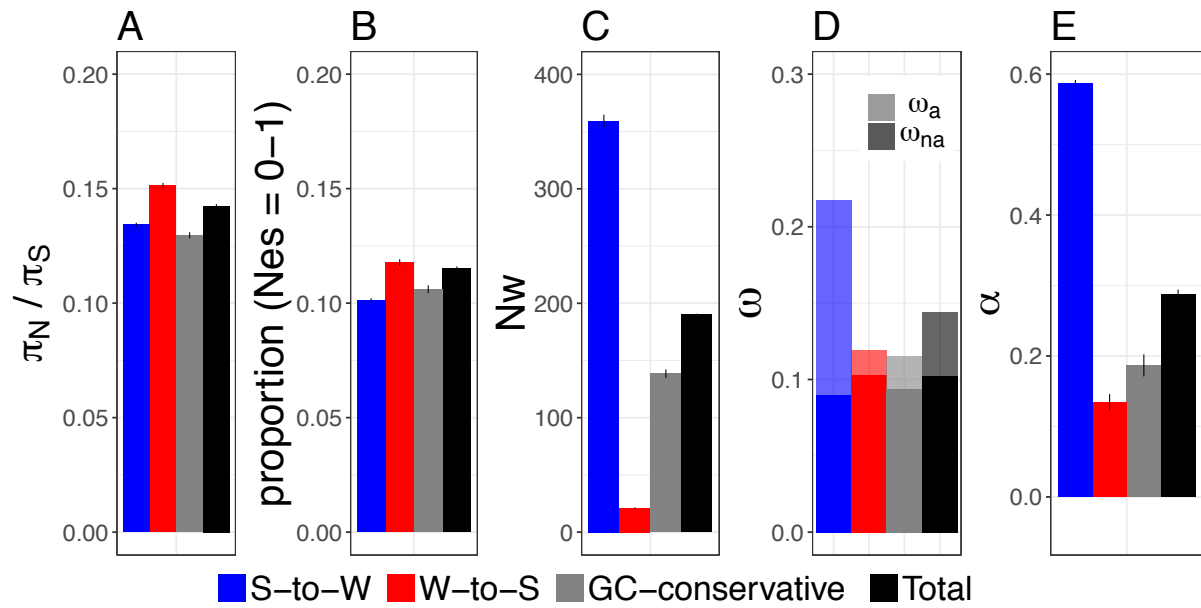 A
B
C
D
E
πN / πS
0.20
0.15
0.10
0.05
0.00
proportion (Nes = 0−1)
0.20
0.15
0.10
0.05
0.00
Nw
400
300
200
100
0
ω
0.3
0.2
0.1
0.0
ωa
ωna
α
0.6
0.4
0.2
0.0
S−to−W W−to−S GC−conservative Total